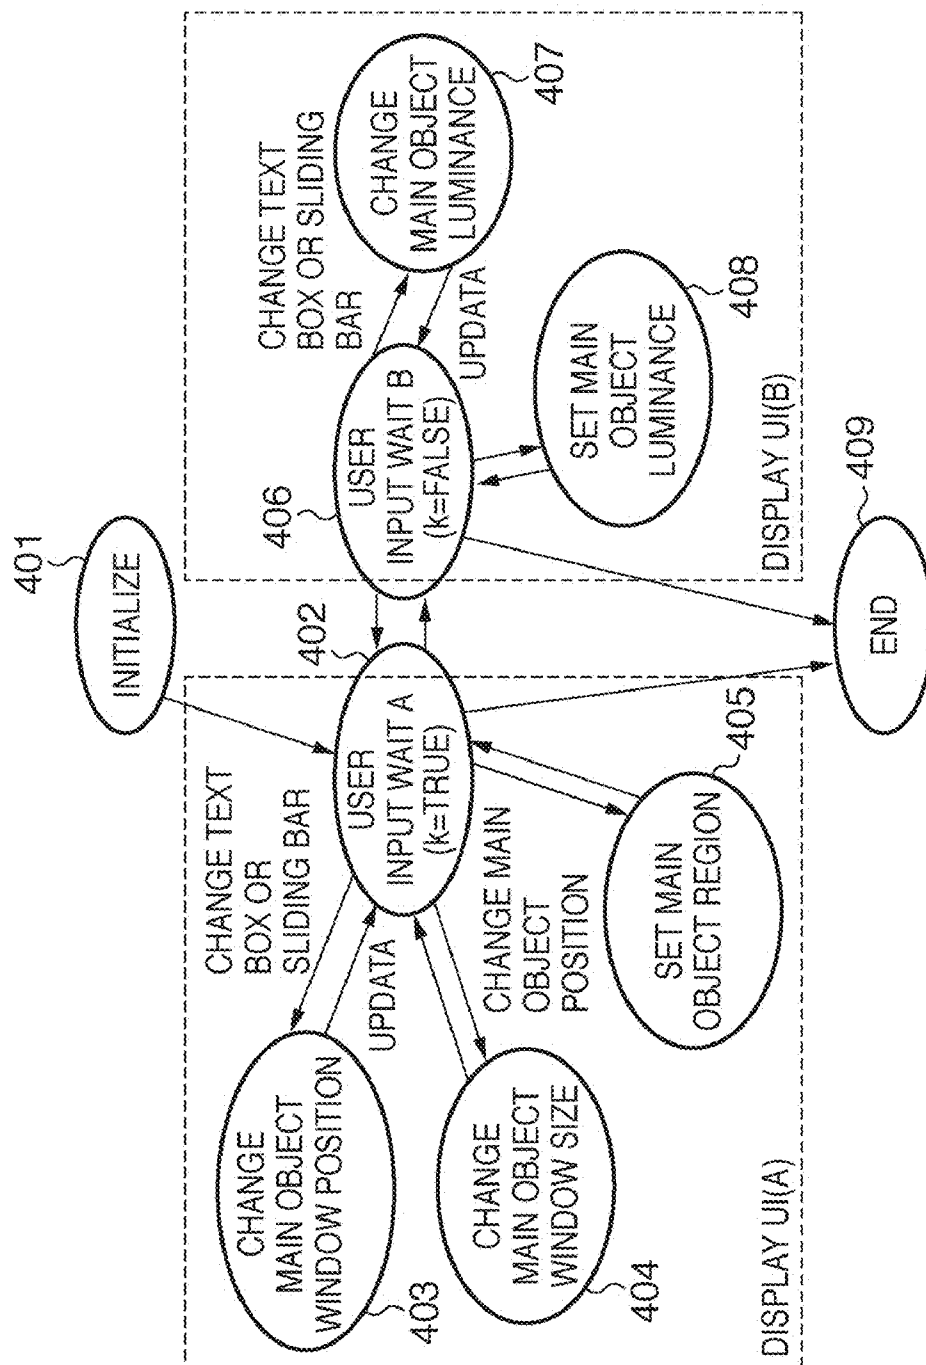 401
INITIALIZE
CHANGE TEXT
BOX OR
SLIDING BAR
403
CHANGE
MAIN OBJECT
WINDOW POSITION
UPDATA
402
USER
INPUT WAIT A
(k=TRUE)
404
CHANGE
MAIN OBJECT
WINDOW SIZE
CHANGE MAIN
OBJECT
POSITION
405
SET MAIN
OBJECT REGION
DISPLAY UI(A)
CHANGE TEXT
BOX OR SLIDING
BAR
406
USER
INPUT WAIT B
(k=FALSE)
UPDATA
407
CHANGE
MAIN OBJECT
LUMINANCE
408
SET MAIN
OBJECT
LUMINANCE
DISPLAY UI(B)
409
END